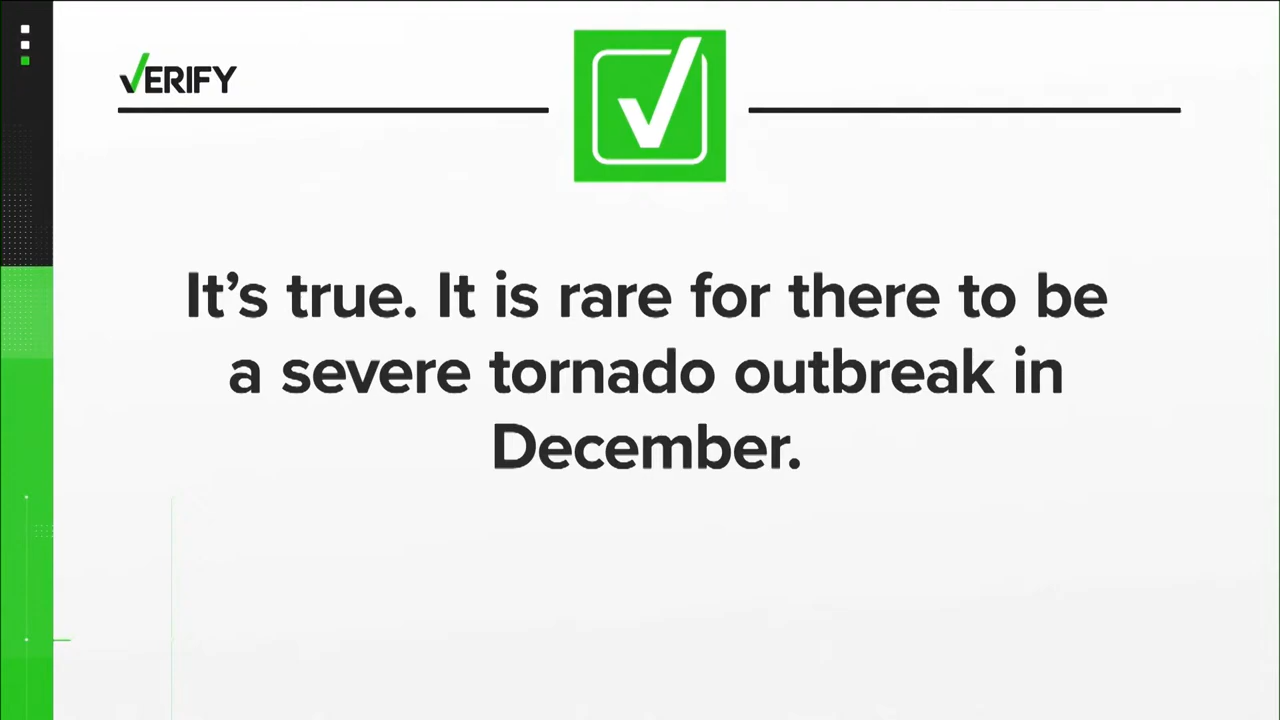 VERIFY
It’s true. It is rare for there to be
a severe tornado outbreak in
December.